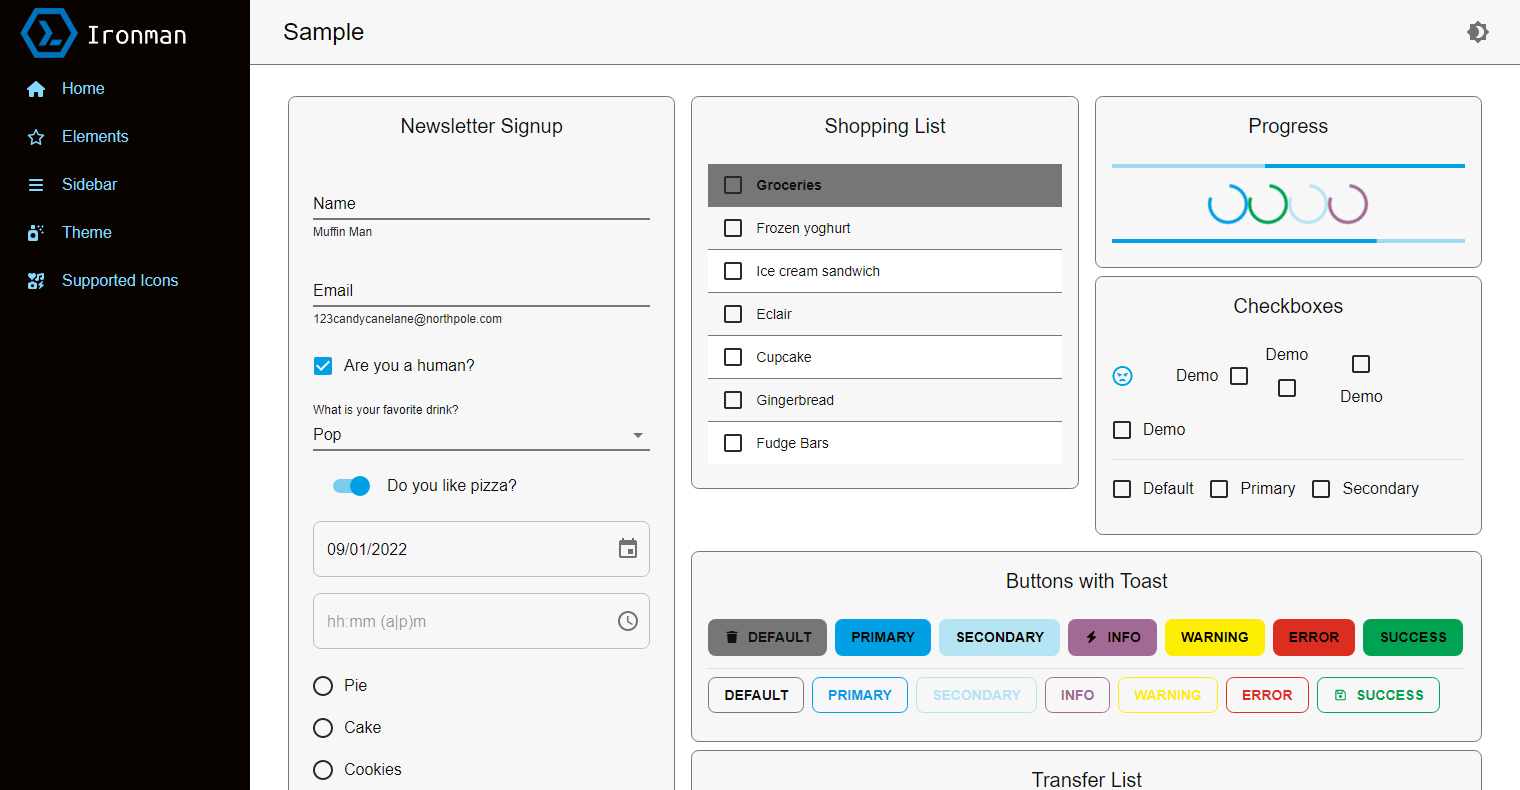 Ironman
Home
Elements
Sidebar
Theme
Supported Icons
Sample
Newsletter Signup
Name
Muffin Man
Email
123candycanelane@northpole.com
Are you a human?
What is your favorite drink?
Pop
Do you like pizza?
09/01/2022
hh:mm (a|p)m
Pie
Cake
Cookies
Shopping List
Groceries
Frozen yoghurt
Ice cream sandwich
Eclair
Cupcake
Gingerbread
Fudge Bars
Progress
Checkboxes
Demo
Demo
Demo
Demo
Default Primary Secondary
Buttons with Toast
DEFAULT PRIMARY SECONDARY INFO WARNING ERROR SUCCESS
DEFAULT PRIMARY SECONDARY INFO WARNING ERROR SUCCESS
Transfer List